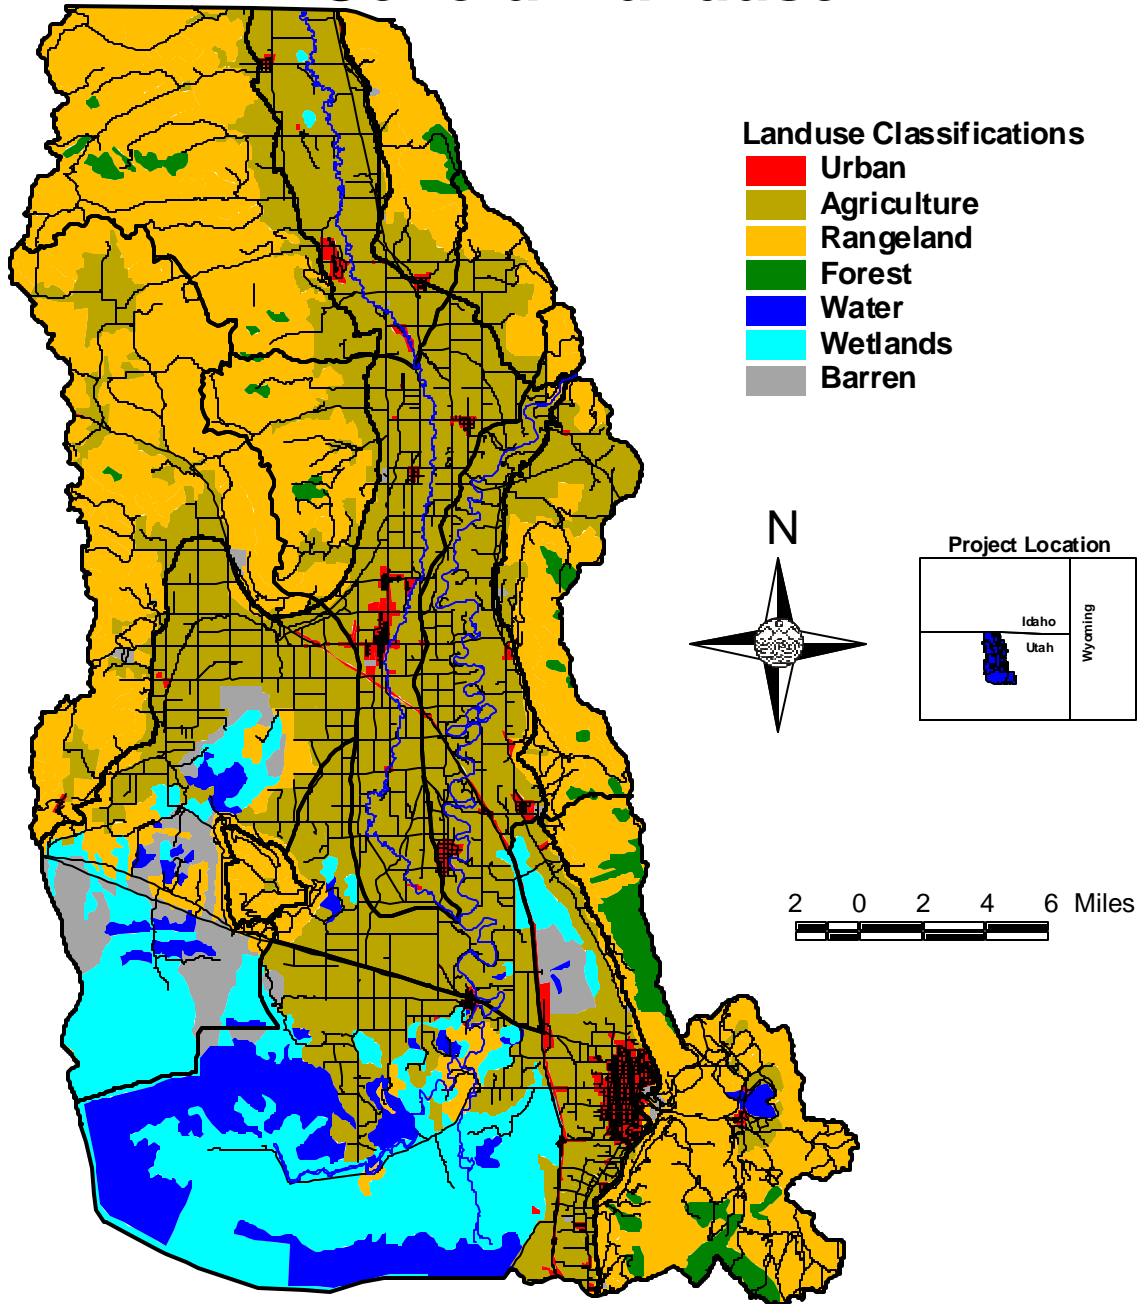 Landuse Classifications
Urban
Agriculture
Rangeland
Forest
Water
Wetlands
Barren
N
Project Location
Idaho
Utah
Wyoming
2 0 2 4 6 Miles